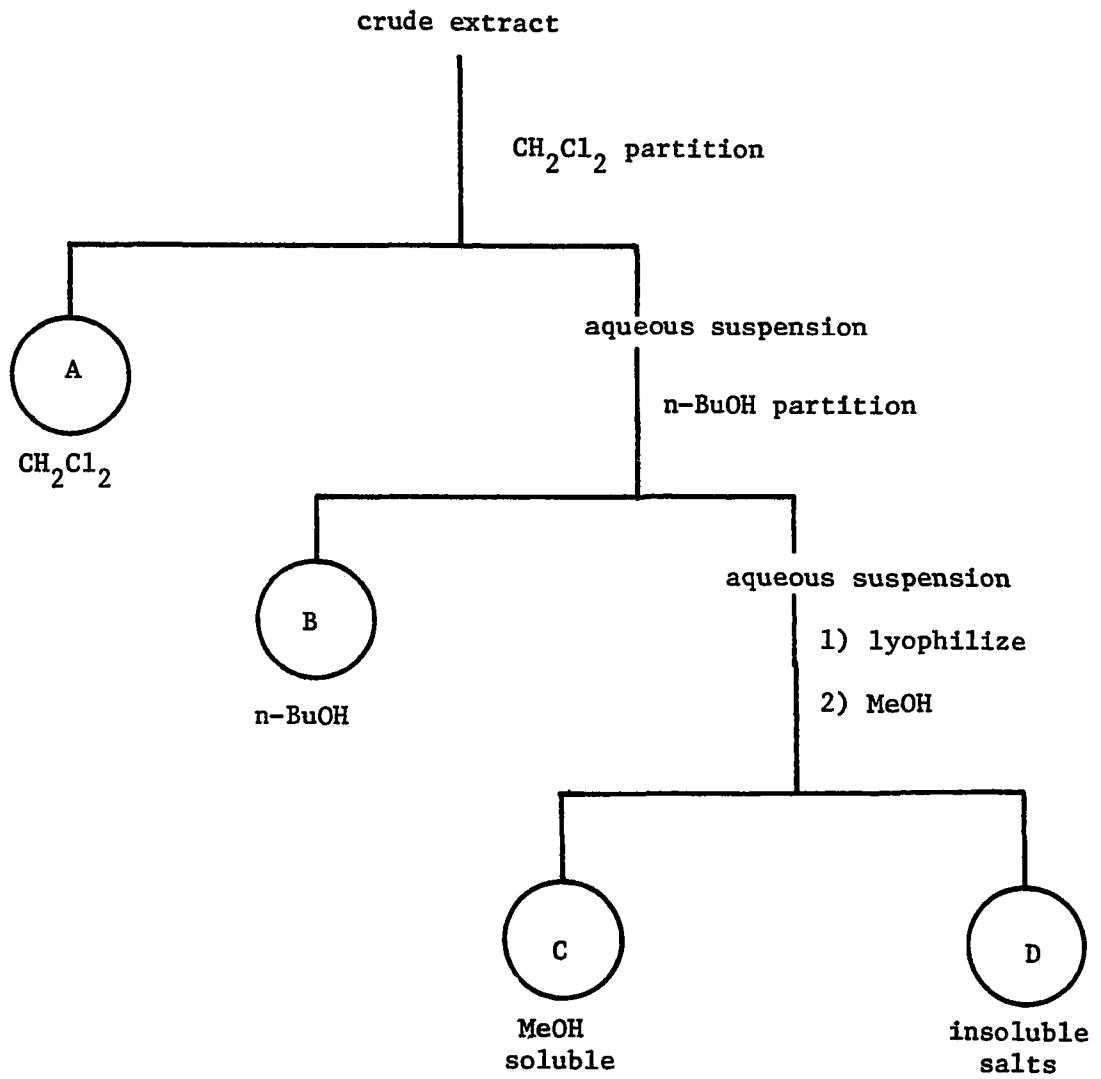 crude extract
CH2Cl2 partition
aqueous suspension
A
n-BuOH partition
CH2Cl2
aqueous suspension
B
1) lyophilize
n-BuOH
2) MeOH
C
D
MeOH
soluble
insoluble
salts